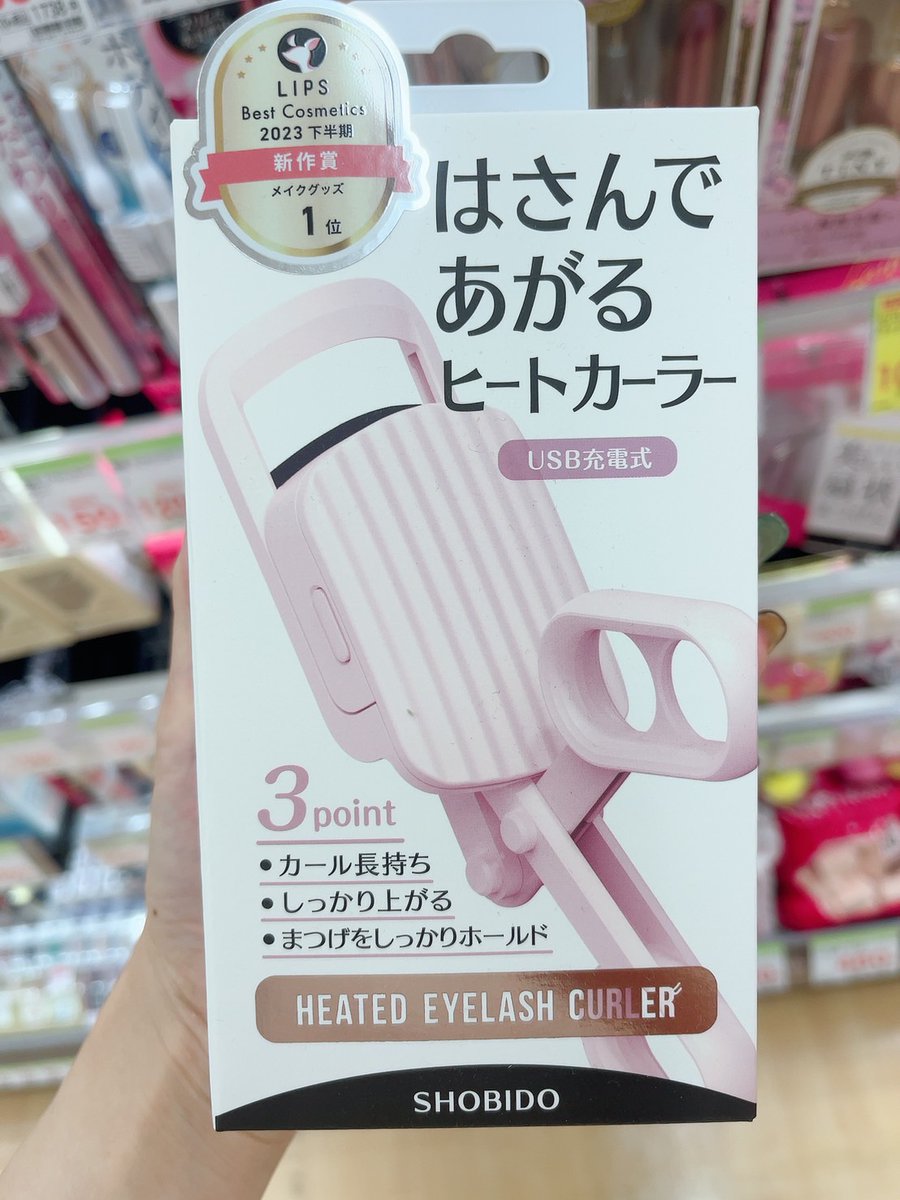 LIPS
Best Cosmetics
2023 下半期
新作賞
メイクグッズ
1位
はさんで
あがる
ヒートカーラー
USB充電式
3 point
•カール長持ち
•しっかり上がる
•まつげをしっかりホールド
HEATED EYELASH CURLER
SHOBIDO